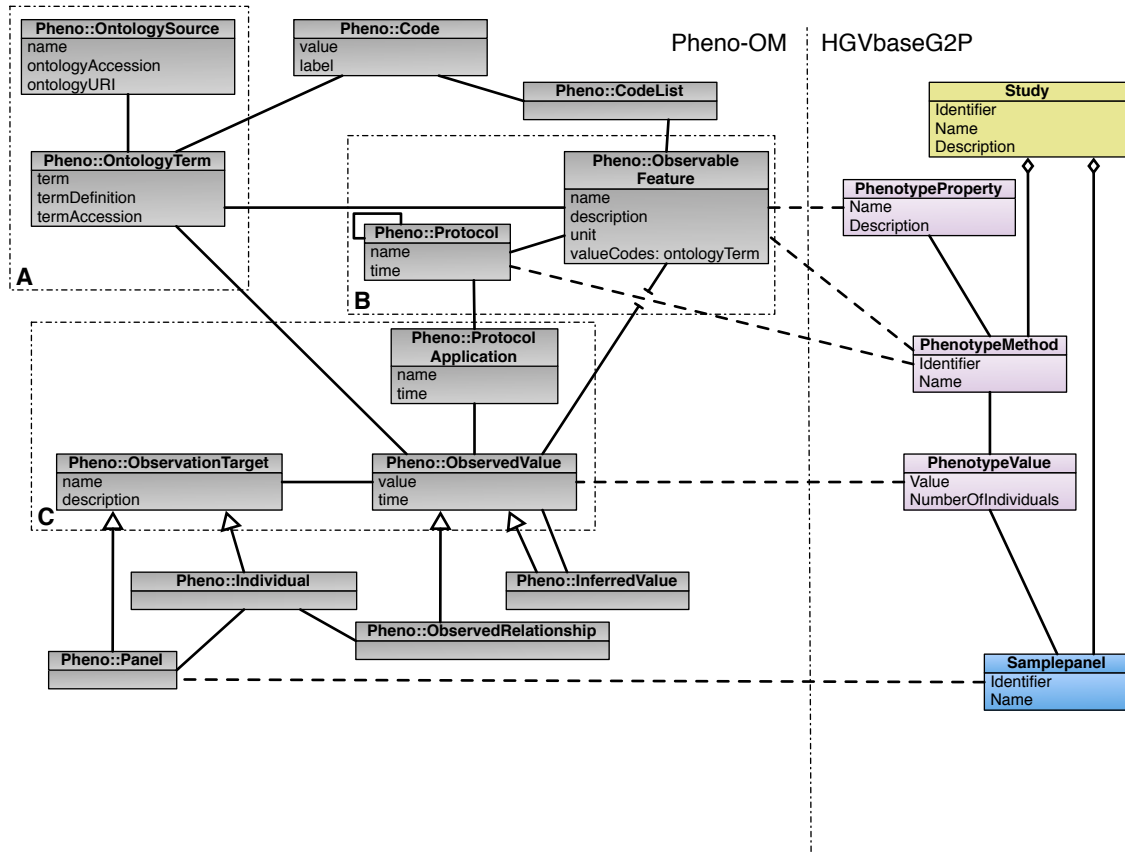 Pheno::OntologySource
name
ontologyAccession
ontologyURI
Pheno::Code
value
label
Pheno-OM
HGVbaseG2P
Pheno::CodeList
Study
Identifier
Name
Description
Pheno::OntologyTerm
term
termDefinition
termAccession
A
Pheno::Observable
Feature
name
description
unit
valueCodes: ontologyTerm
Pheno::Protocol
name
time
B
PhenotypeProperty
Name
Description
Pheno::Protocol
Application
name
time
PhenotypeMethod
Identifier
Name
Pheno::ObservationTarget
name
description
C
Pheno::ObservedValue
value
time
PhenotypeValue
Value
NumberOfIndividuals
Pheno::Individual
Pheno::InferredValue
Pheno::ObservedRelationship
Pheno::Panel
Samplepanel
Identifier
Name